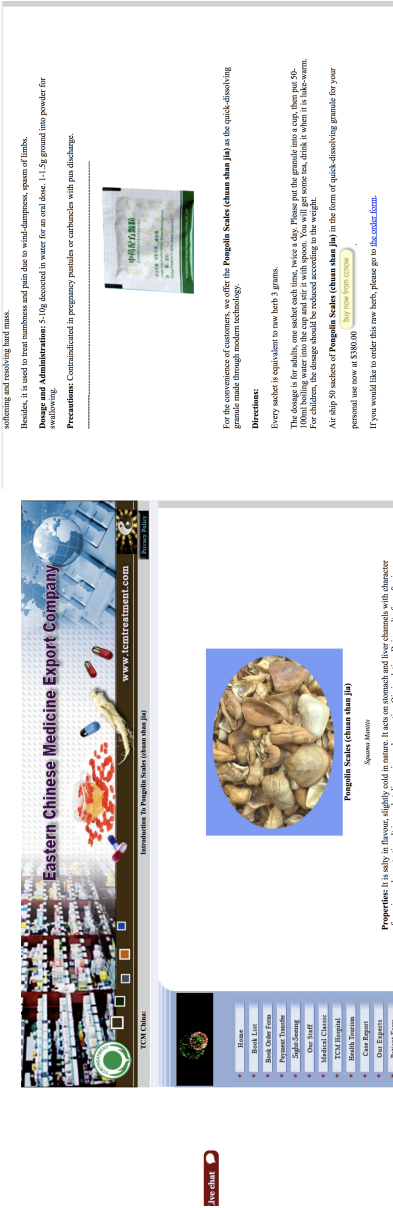 Eastern Chinese Medicine Export Company
www.tcmtreatment.com
TCM China:
Introduction To Pongolin Scales (chuan shan jia)
Privacy Policy
Home
Book List
Book Order Form
Payment Transfer
Sight-Seeing
Our Staff
Medical Classic
TCM Hospital
Health Tourism
Case Report
Our Experts
Live chat
Pongolin Scales (chuan shan jia)
Squama Manitis
Properties: It is salty in flavour, slightly cold in nature. It acts on stomach and liver channels with character
softening and resolving hard mass.
Besides, it is used to treat numbness and pain due to wind-dampness, spasm of limbs.
Dosage and Administration: 5-10g decocted in water for an oral dose. 1-1.5g ground into powder for
swallowing.
Precautions: Contraindicated in pregnancy pustules or carbuncles with pus discharge.
中药配方颗粒
For the convenience of customers, we offer the Pongolin Scales (chuan shan jia) as the quick-dissolving
granule made through modern technology.
Directions:
Every sachet is equivalent to raw herb 3 grams.
The dosage is for adults, one sachet each time, twice a day. Please put the granule into a cup, then put 50-
100ml boiling water into the cup and stir it with spoon. You will get some tea, drink it when it is luke-warm.
For children, the dosage should be reduced according to the weight.
Air ship 50 sachets of Pongolin Scales (chuan shan jia) in the form of quick-dissolving granule for your
personal use now at $380.00 buy now from ccnow .
If you would like to order this raw herb, please go to the order form.